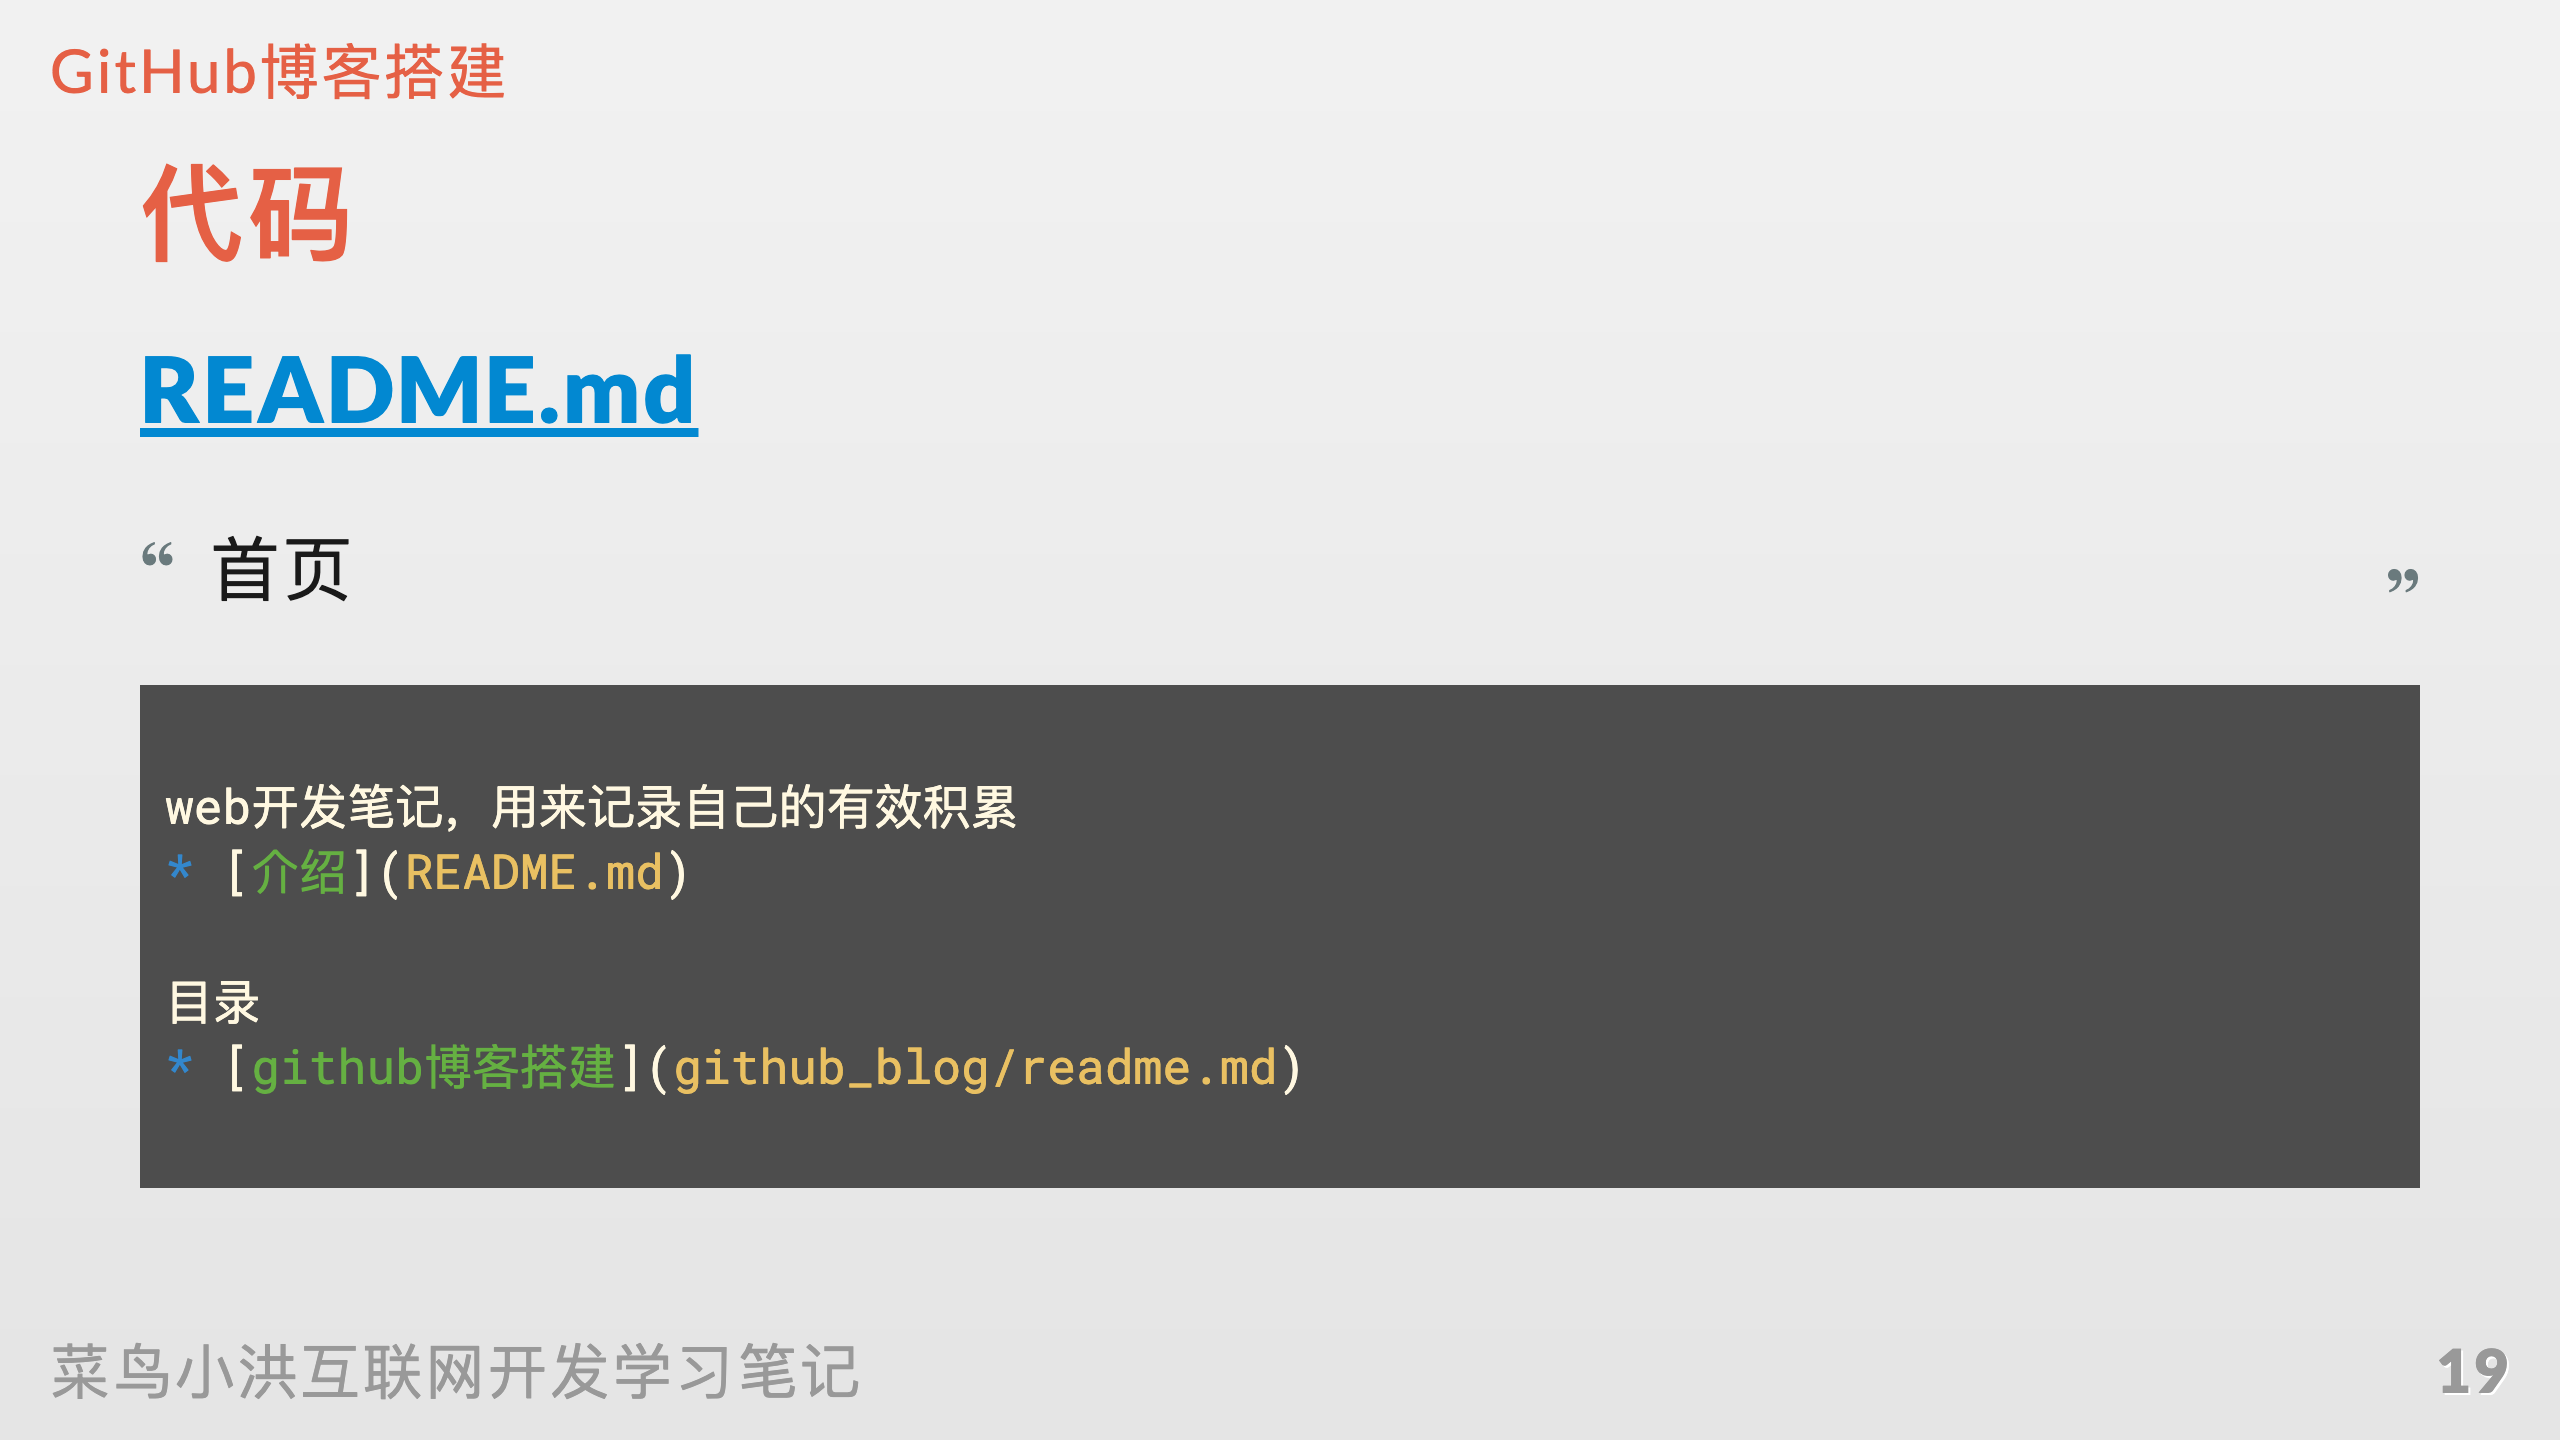 GitHub博客搭建
代码
README.md
“ 首页 ”
web开发笔记，用来记录自己的有效积累
* [介绍](README.md)
目录
* [github博客搭建](github_blog/readme.md)
菜鸟小洪互联网开发学习笔记
19